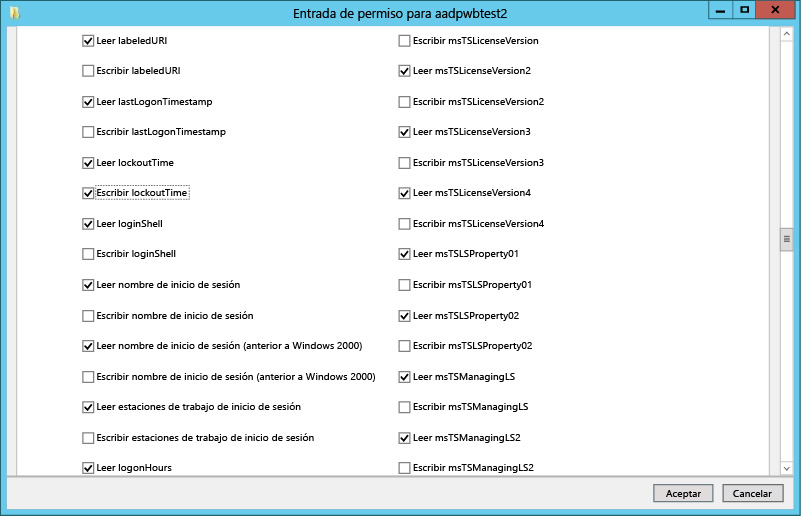 Entrada de permiso para aadpwbtest2
Leer labeledURI
Escribir labeledURI
Leer lastLogonTimestamp
Escribir lastLogonTimestamp
Leer lockoutTime
Escribir lockoutTime
Leer loginShell
Escribir loginShell
Leer nombre de inicio de sesión
Escribir nombre de inicio de sesión
Leer nombre de inicio de sesión (anterior a Windows 2000)
Escribir nombre de inicio de sesión (anterior a Windows 2000)
Leer estaciones de trabajo de inicio de sesión
Escribir estaciones de trabajo de inicio de sesión
Leer logonHours
Escribir msTSLicenseVersion
Leer msTSLicenseVersion2
Escribir msTSLicenseVersion2
Leer msTSLicenseVersion3
Escribir msTSLicenseVersion3
Leer msTSLicenseVersion4
Escribir msTSLicenseVersion4
Leer msTSLSProperty01
Escribir msTSLSProperty01
Leer msTSLSProperty02
Escribir msTSLSProperty02
Leer msTSManagingLS
Escribir msTSManagingLS
Leer msTSManagingLS2
Escribir msTSManagingLS2
Aceptar
Cancelar